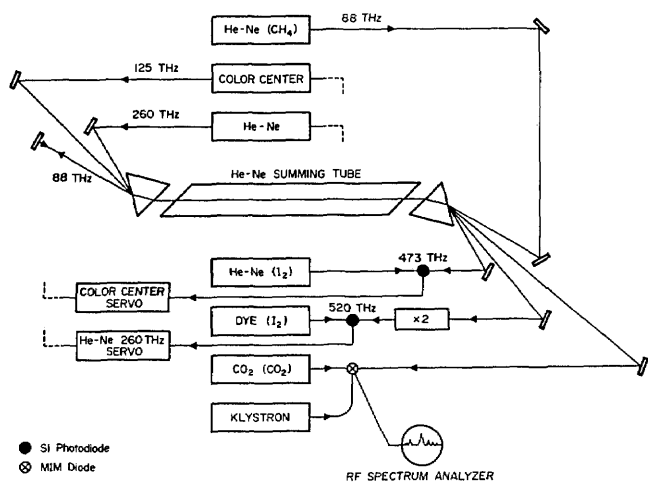 He-Ne (CH₄)
88 THz
125 THz
COLOR CENTER
260 THz
He-Ne
88 THz
He-Ne SUMMING TUBE
473 THz
He-Ne (I₂)
COLOR CENTER
SERVO
520 THz
DYE (I₂)
x2
He-Ne 260 THz
SERVO
CO₂ (CO₂)
KLYSTRON
SI Photodiode
MIM Diode
RF SPECTRUM ANALYZER